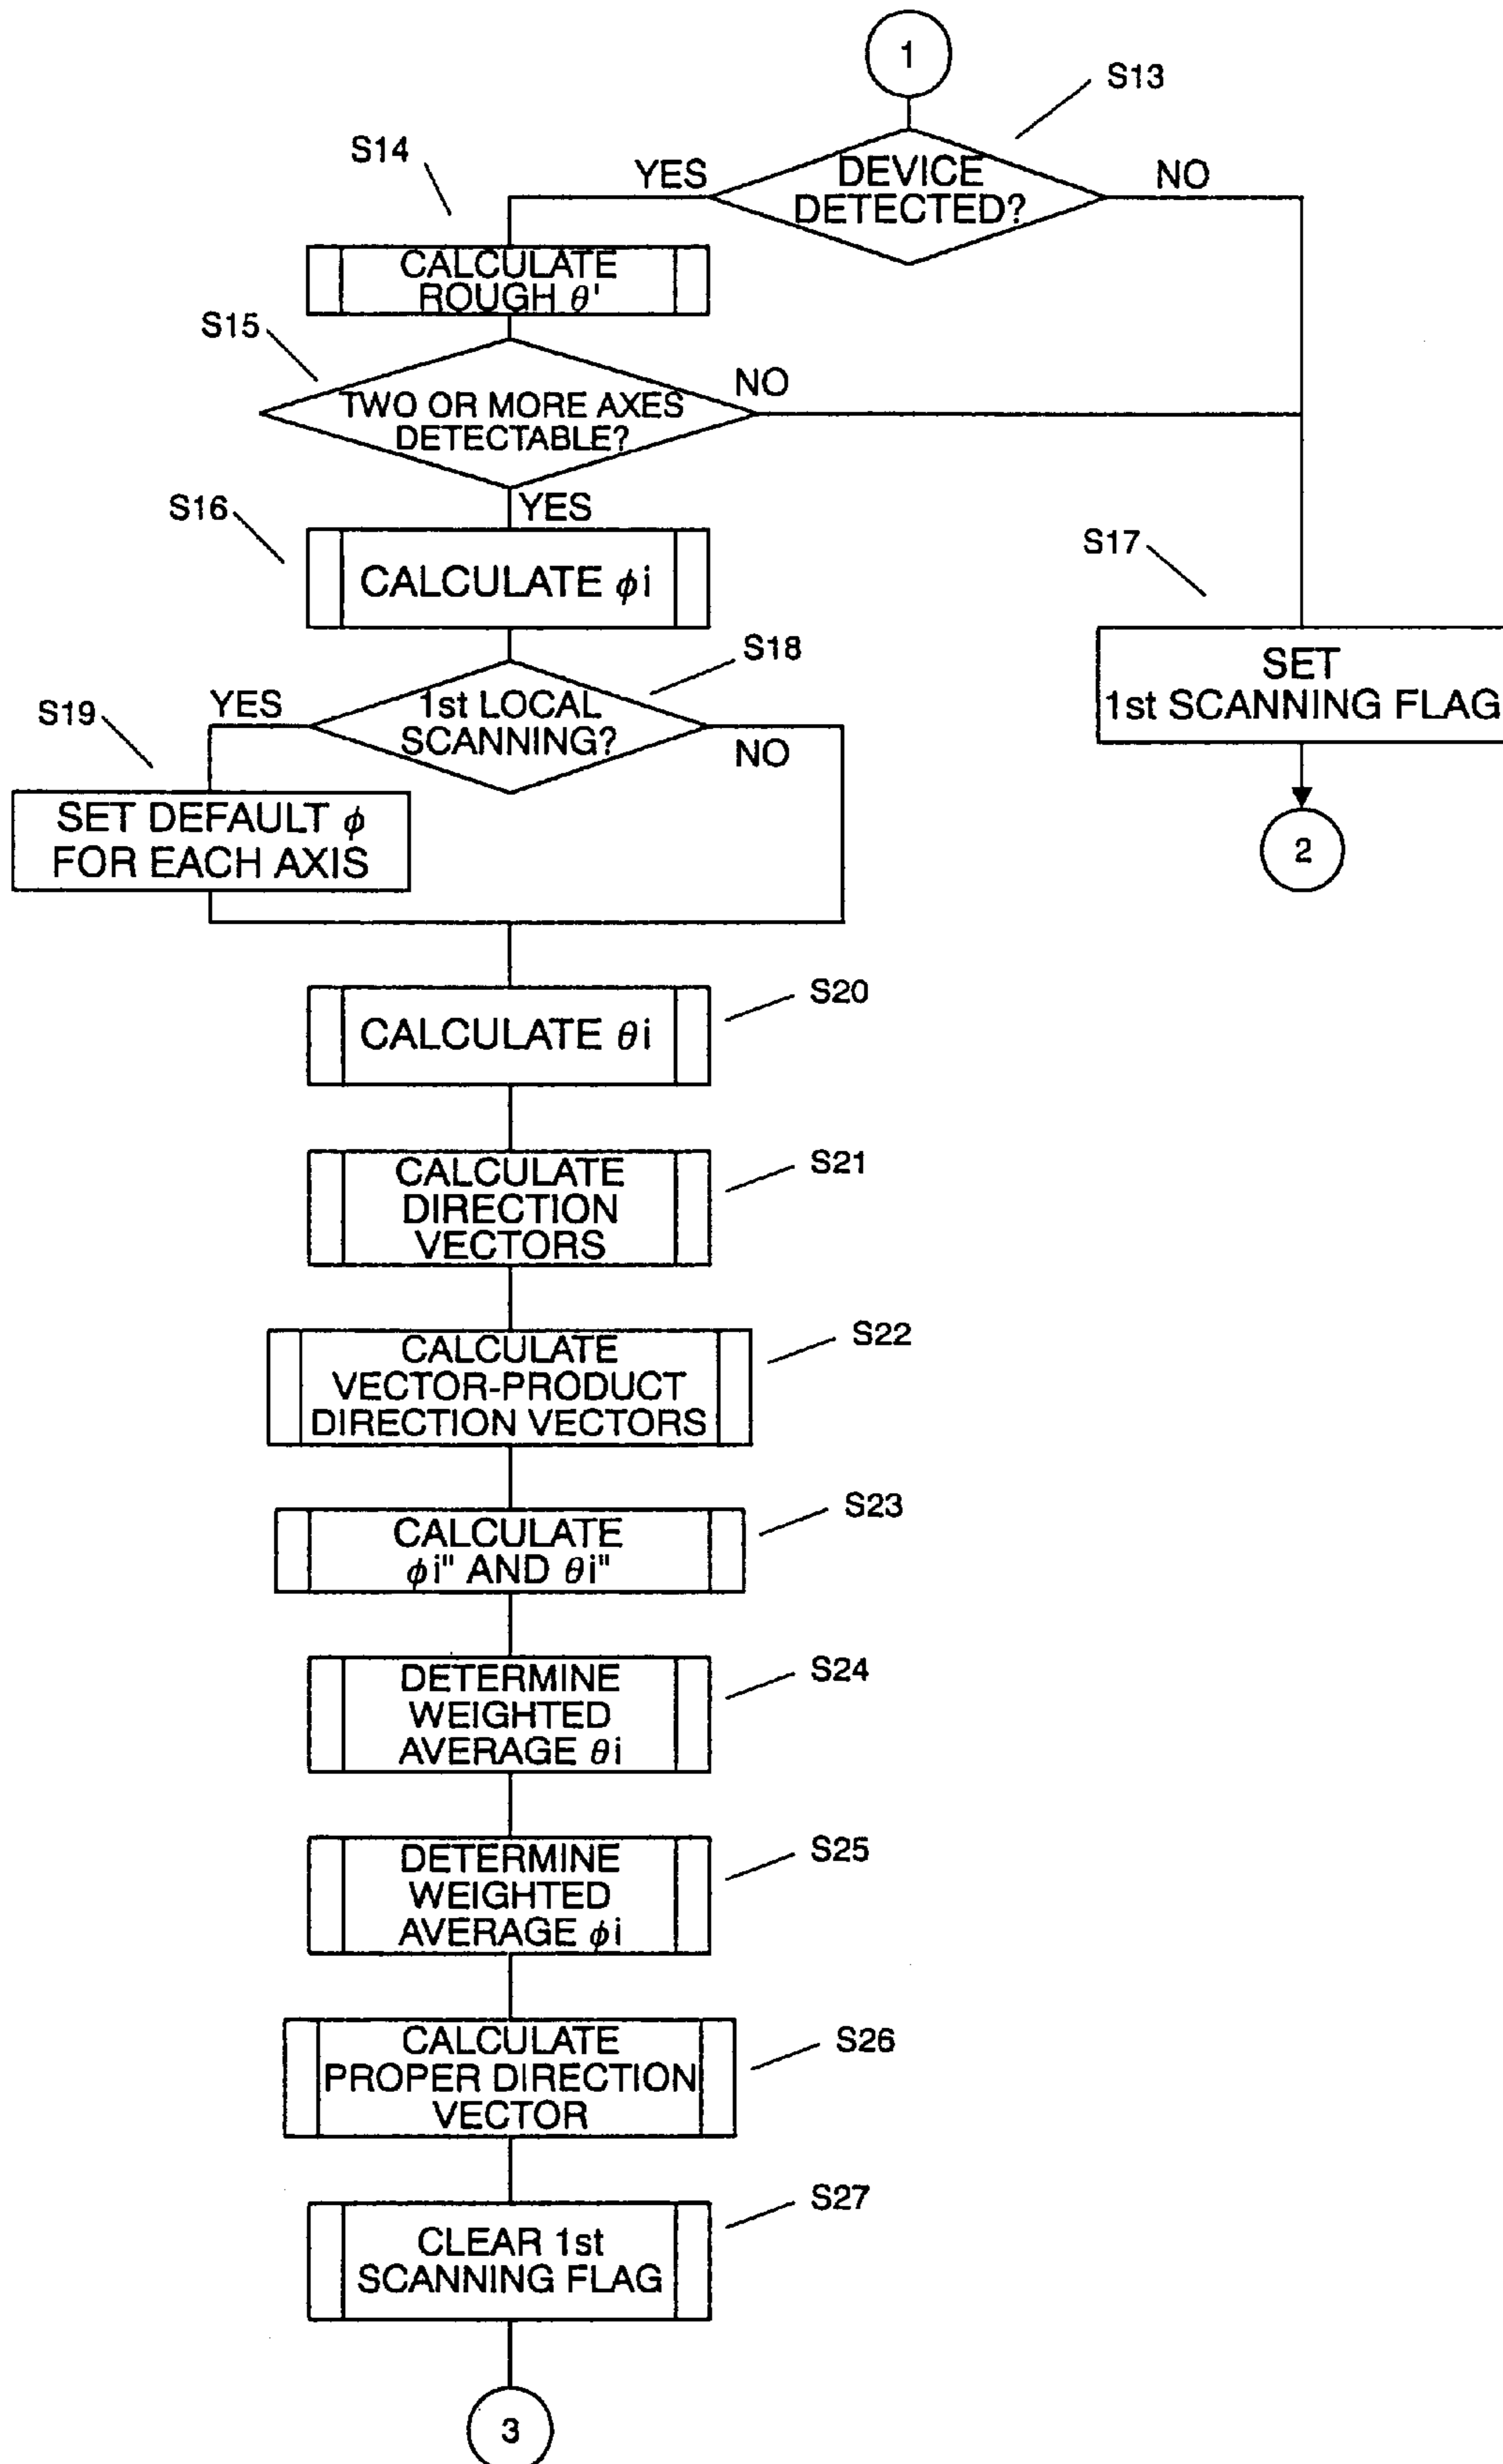 1
S13
DEVICE
DETECTED?
YES
NO
S14
CALCULATE
ROUGH θ'
S15
TWO OR MORE AXES
DETECTABLE?
NO
YES
S16
CALCULATE φi
S17
SET
1st SCANNING FLAG
2
S18
1st LOCAL
SCANNING?
YES
NO
S19
SET DEFAULT φ
FOR EACH AXIS
CALCULATE θi
S20
CALCULATE
DIRECTION
VECTORS
S21
CALCULATE
VECTOR-PRODUCT
DIRECTION VECTORS
S22
CALCULATE
φi" AND θi"
S23
DETERMINE
WEIGHTED
AVERAGE θi
S24
DETERMINE
WEIGHTED
AVERAGE φi
S25
CALCULATE
PROPER DIRECTION
VECTOR
S26
CLEAR 1st
SCANNING FLAG
S27
3